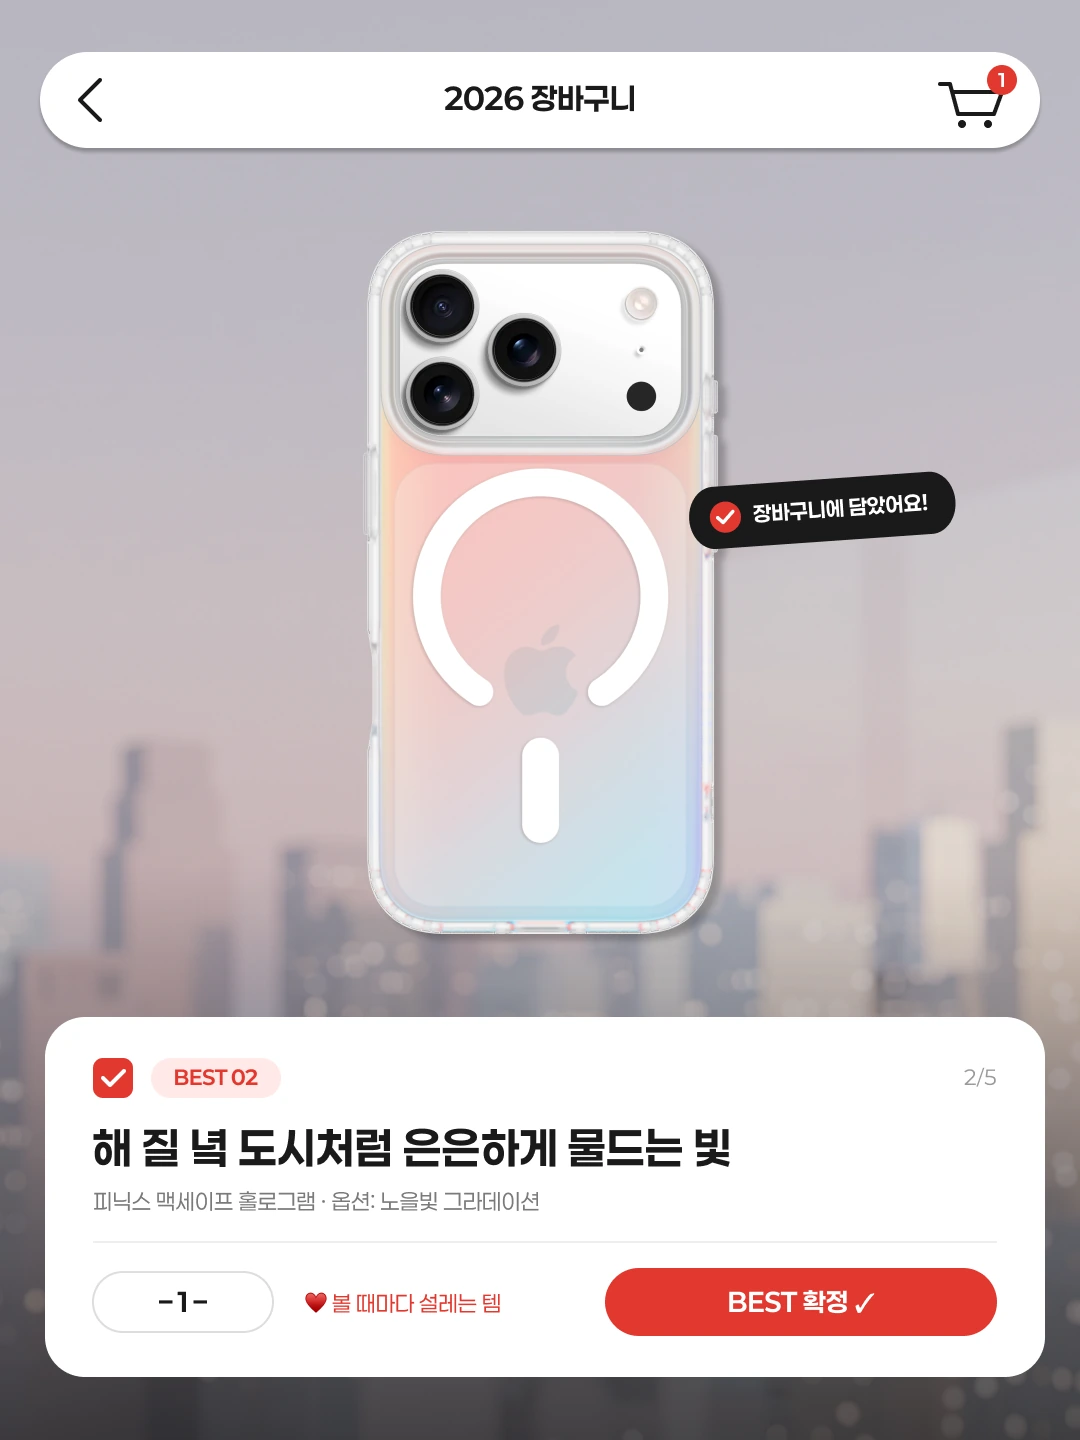 2026 장바구니
1
장바구니에 담았어요!
BEST 02
2/5
해 질 녘 도시처럼 은은하게 물드는 빛
피닉스 맥세이프 홀로그램 · 옵션: 노을빛 그라데이션
−1−
♥ 볼 때마다 설레는 템
BEST 확정 ✓